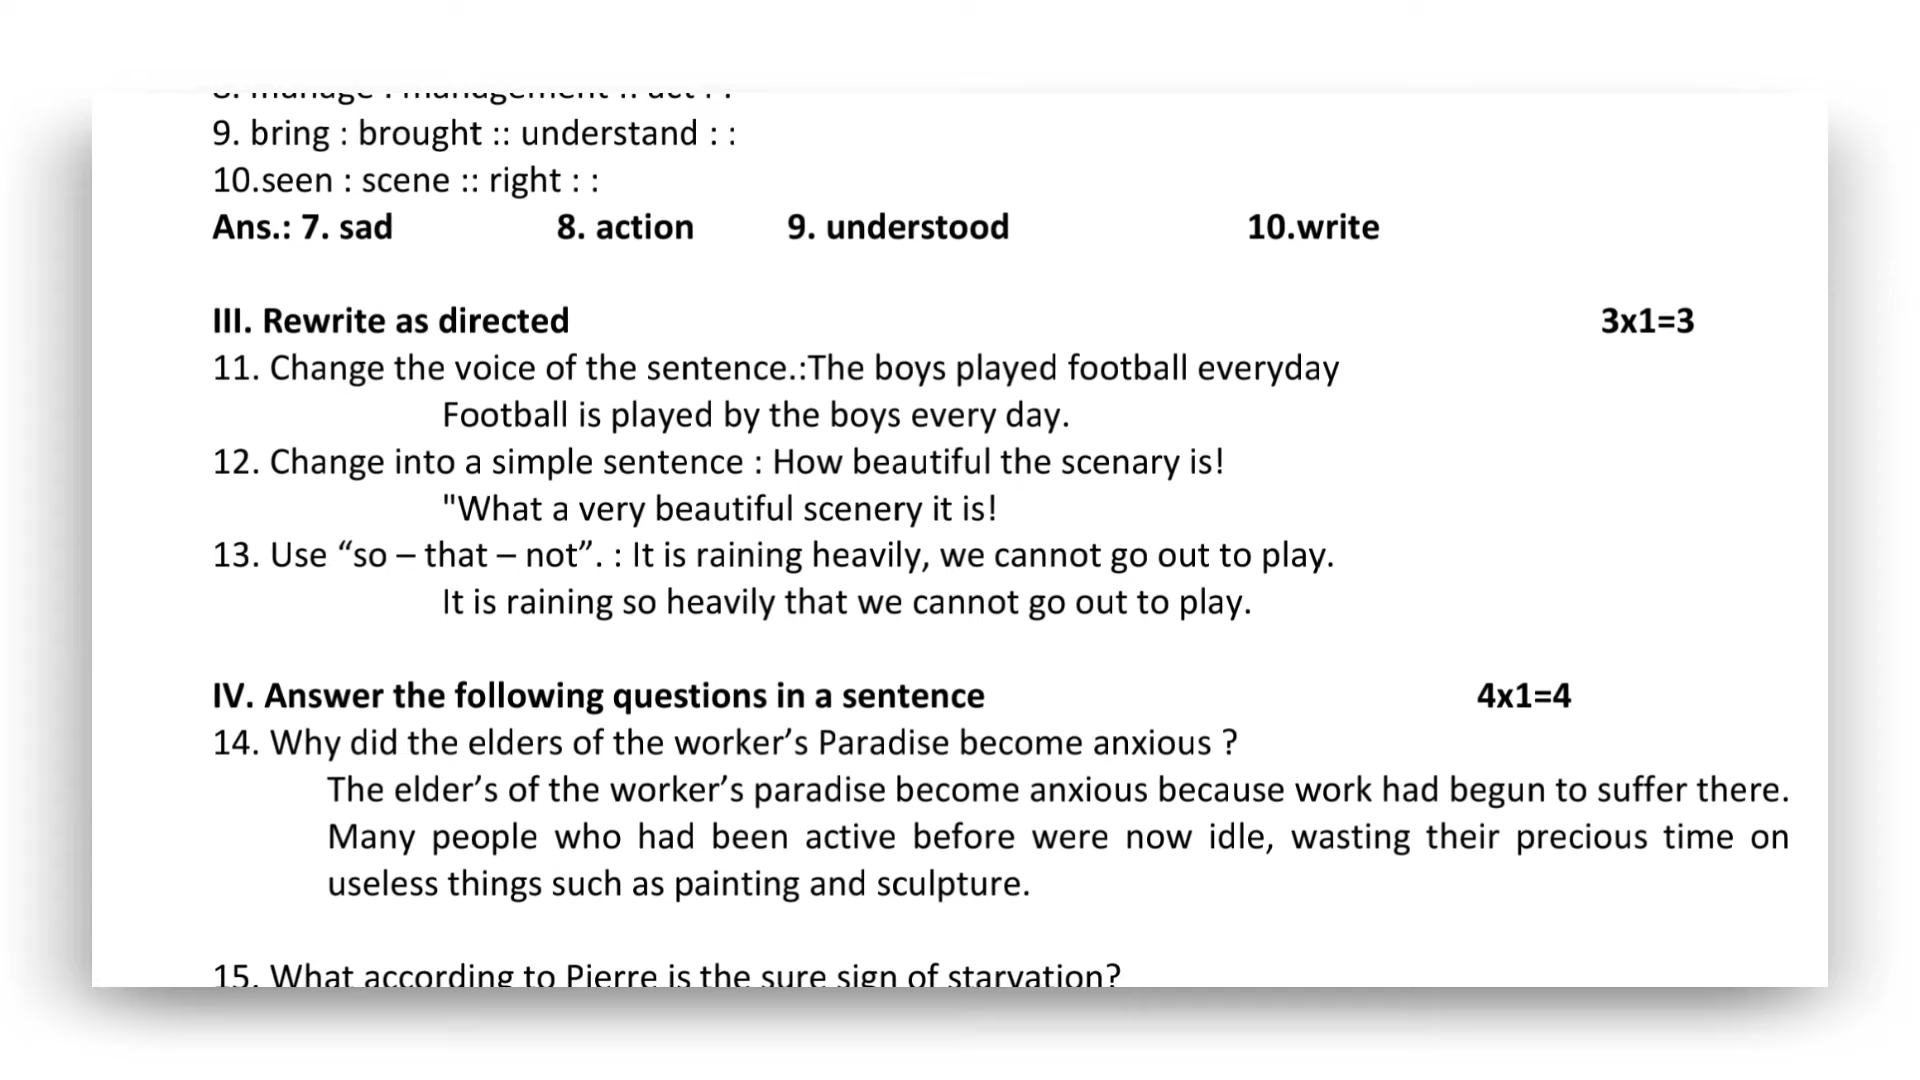 8. manage : management :: act : :
9. bring : brought :: understand : :
10.seen : scene :: right : :
Ans.: 7. sad 8. action 9. understood 10.write
III. Rewrite as directed 3x1=3
11. Change the voice of the sentence.:The boys played football everyday
Football is played by the boys every day.
12. Change into a simple sentence : How beautiful the scenary is!
"What a very beautiful scenery it is!
13. Use “so – that – not”. : It is raining heavily, we cannot go out to play.
It is raining so heavily that we cannot go out to play.
IV. Answer the following questions in a sentence 4x1=4
14. Why did the elders of the worker’s Paradise become anxious ?
The elder’s of the worker’s paradise become anxious because work had begun to suffer there.
Many people who had been active before were now idle, wasting their precious time on
useless things such as painting and sculpture.
15. What according to Pierre is the sure sign of starvation?